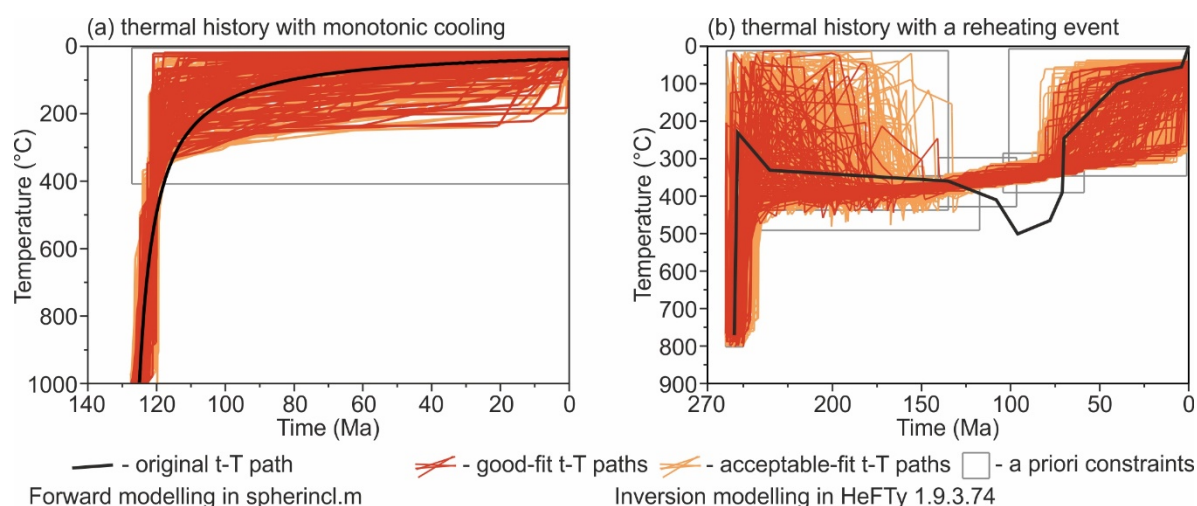 (a) thermal history with monotonic cooling
(b) thermal history with a reheating event
0
200
400
600
800
1000
Temperature (°C)
140
120
100
80
60
40
20
0
Time (Ma)
0
100
200
300
400
500
600
700
800
900
Temperature (°C)
270
200
150
100
50
0
Time (Ma)
- original t-T path
- good-fit t-T paths
- acceptable-fit t-T paths
- a priori constraints
Forward modelling in spherincl.m
Inversion modelling in HeFTy 1.9.3.74